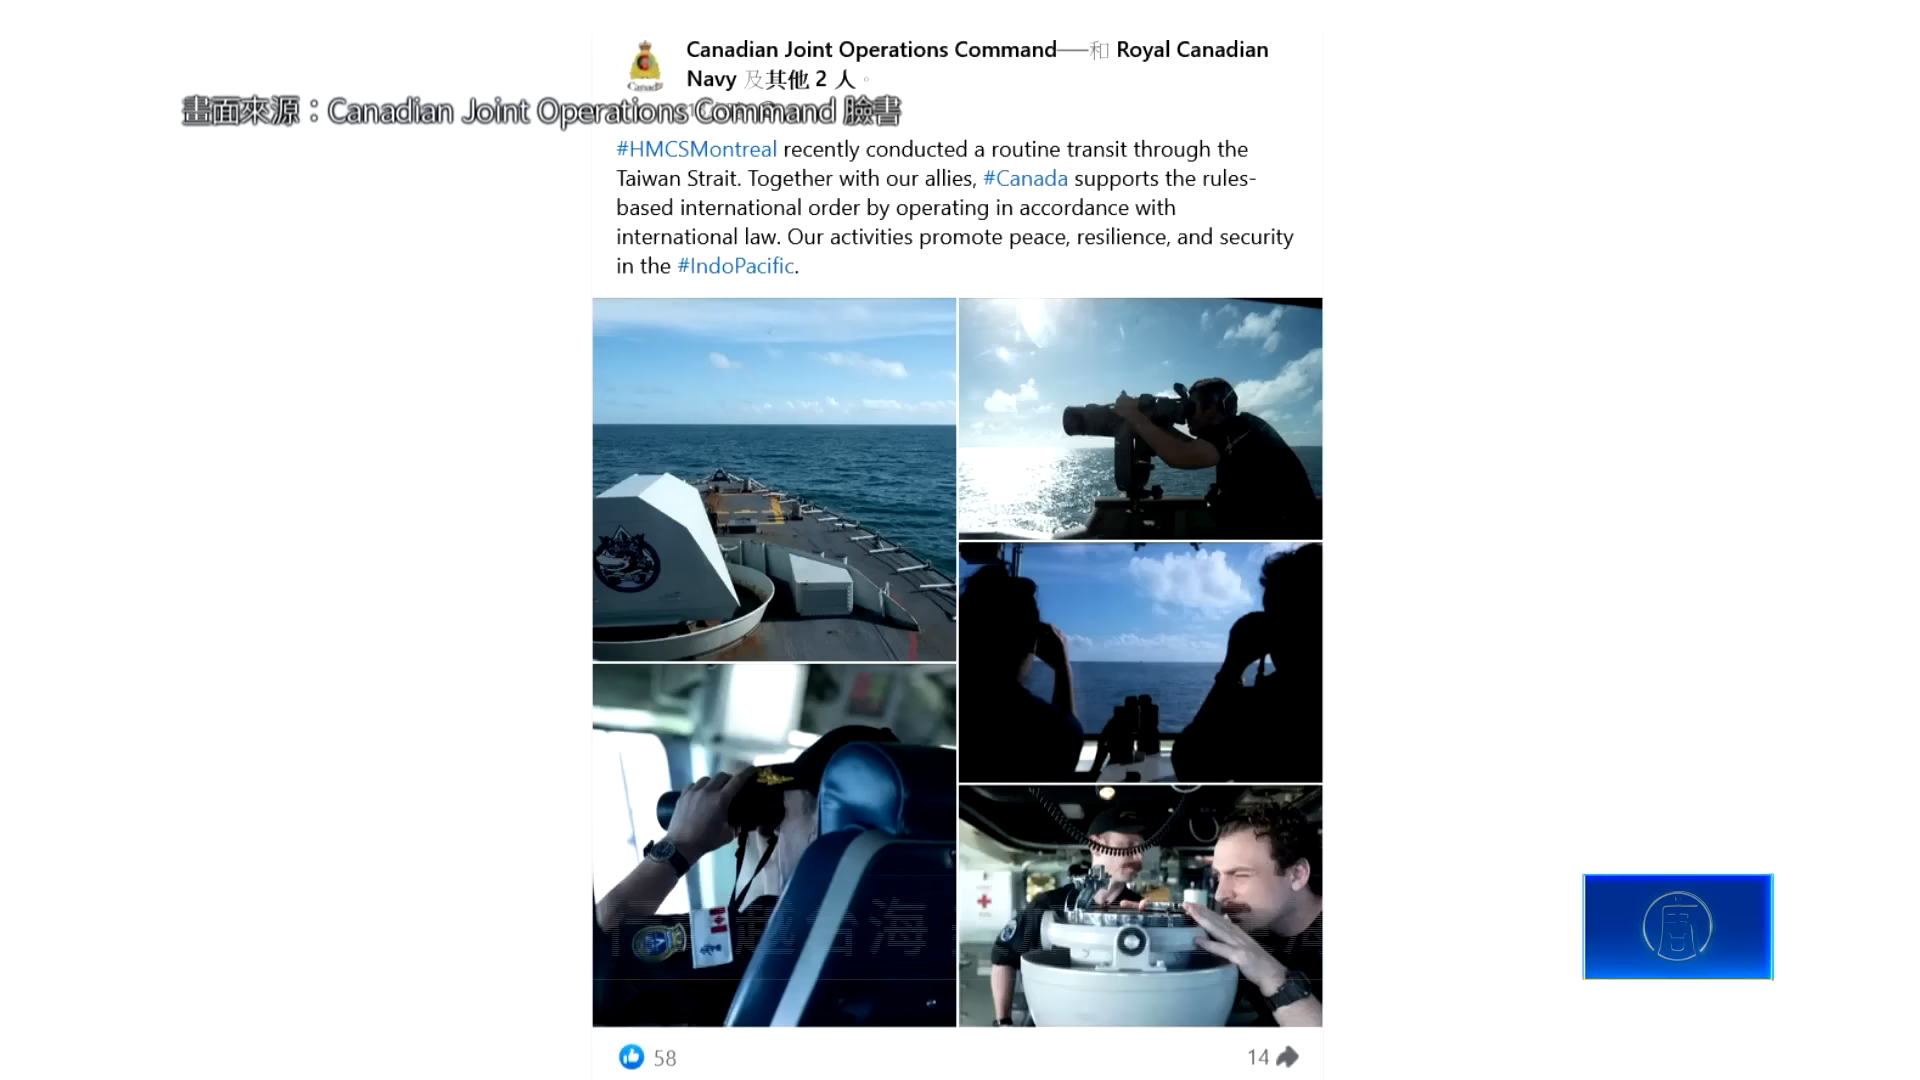 Canadian Joint Operations Command──和 Royal Canadian
Navy 及其他 2 人。
畫面來源：Canadian Joint Operations Command 臉書
#HMCSMontreal recently conducted a routine transit through the
Taiwan Strait. Together with our allies, #Canada supports the rules-
based international order by operating in accordance with
international law. Our activities promote peace, resilience, and security
in the #IndoPacific.
58
14